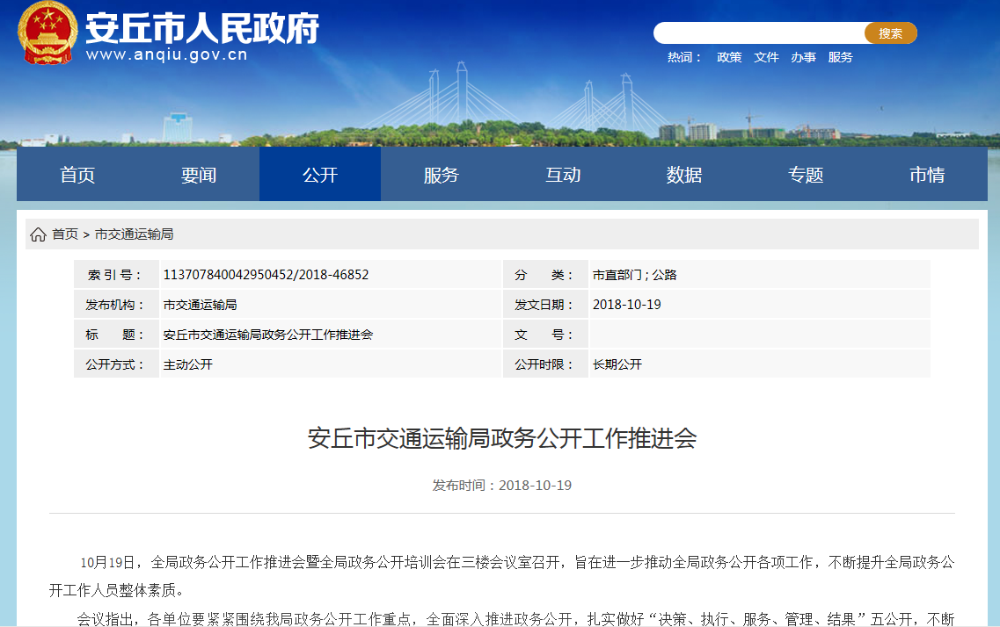 安丘市人民政府
www.anqiu.gov.cn
搜索
热词： 政策 文件 办事 服务
首页 要闻 公开 服务 互动 数据 专题 市情
首页 > 市交通运输局
索 引 号： 113707840042950452/2018-46852 分 类： 市直部门 ; 公路
发布机构： 市交通运输局 发文日期： 2018-10-19
标 题： 安丘市交通运输局政务公开工作推进会 文 号：
公开方式： 主动公开 公开时限： 长期公开
安丘市交通运输局政务公开工作推进会
发布时间：2018-10-19
10月19日，全局政务公开工作推进会暨全局政务公开培训会在三楼会议室召开，旨在进一步推动全局政务公开各项工作，不断提升全局政务公
开工作人员整体素质。
会议指出，各单位要紧紧围绕我局政务公开工作重点，全面深入推进政务公开，扎实做好“决策、执行、服务、管理、结果”五公开，不断